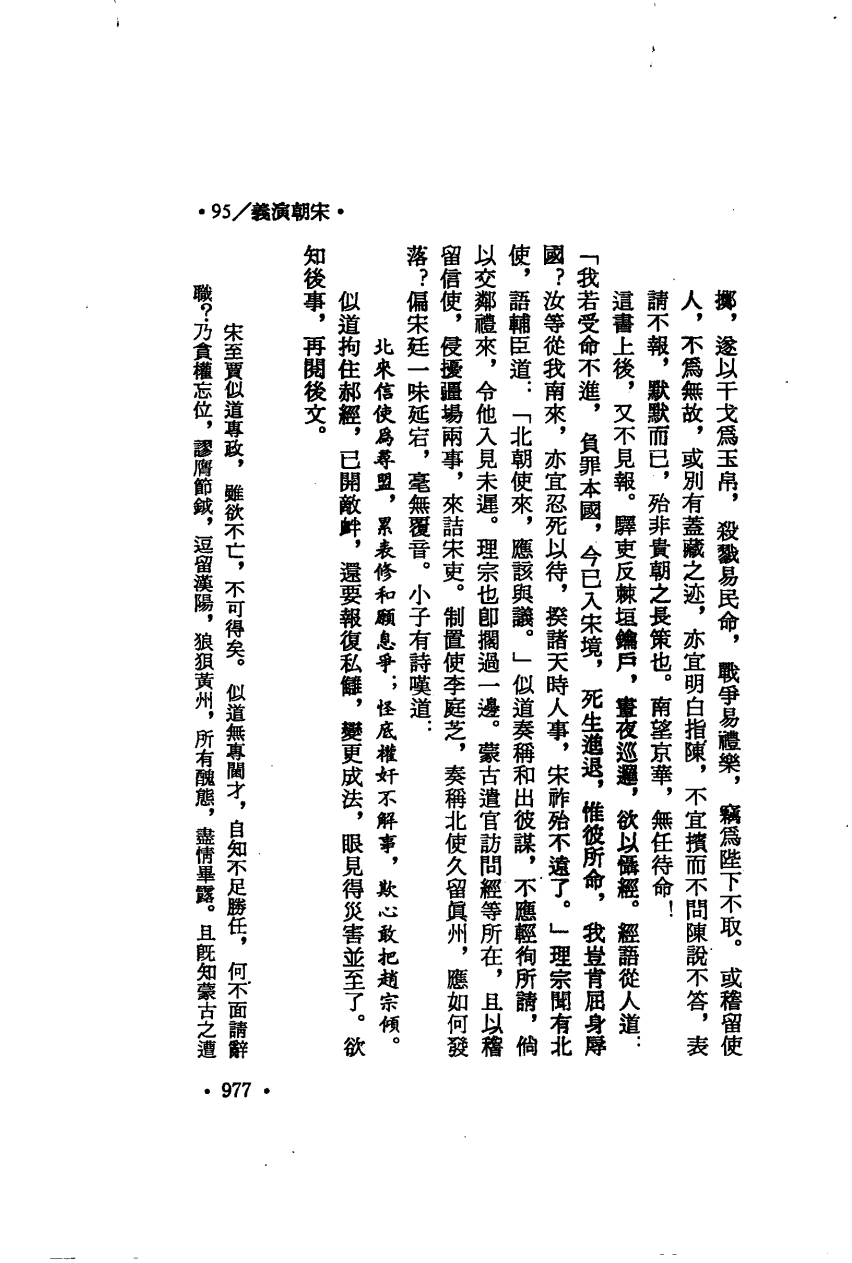 ·95／義演朝宋·
擲，遂以干戈爲玉帛，殺戮易民命，戰爭易禮樂，竊爲陛下不取。或稽留使
人，不爲無故，或別有蓋藏之迹，亦宜明白指陳，不宜擯而不問陳說不答，表
請不報，默默而已，殆非貴朝之長策也。南望京華，無任待命！
這書上後，又不見報。驛吏反棘垣鑰戶，晝夜巡邏，欲以懾經。經語從人道：
「我若受命不進，負罪本國，今已入宋境，死生進退，惟彼所命，我豈肯屈身辱
國？汝等從我南來，亦宜忍死以待，揆諸天時人事，宋祚殆不遠了。」理宗聞有北
使，語輔臣道：「北朝使來，應該與議。」似道奏稱和出彼謀，不應輕徇所請，倘
以交鄰禮來，令他入見未遲。理宗也卽擱過一邊。蒙古遣官訪問經等所在，且以稽
留信使，侵擾疆場兩事，來詰宋吏。制置使李庭芝，奏稱北使久留眞州，應如何發
落？偏宋廷一味延宕，毫無覆音。小子有詩嘆道：
北來信使爲尋盟，累表修和願息爭；怪底權奸不解事，欺心敢把趙宗傾。
似道拘住郝經，已開敵衅，還要報復私讎，變更成法，眼見得災害並至了。欲
知後事，再閱後文。
宋至賈似道專政，雖欲不亡，不可得矣。似道無專閫才，自知不足勝任，何不面請辭
職？乃貪權忘位，謬膺節鉞，逗留漢陽，狼狽黃州，所有醜態，盡情畢露。且旣知蒙古之遭
·977·